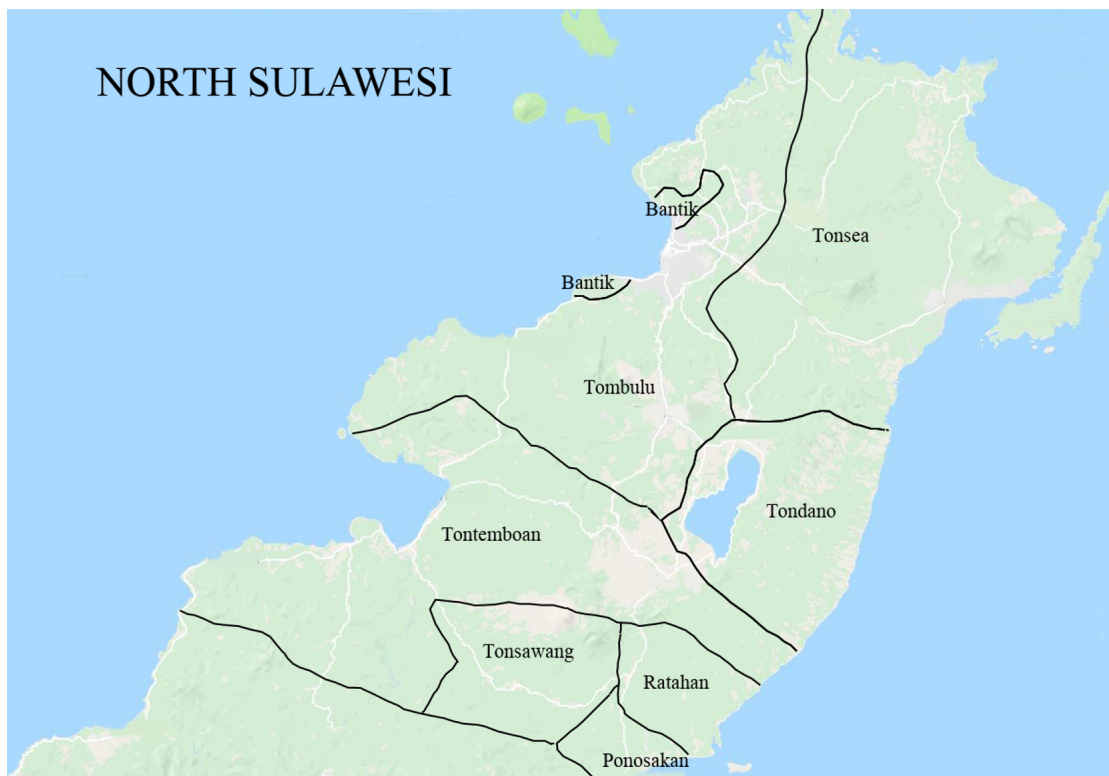 NORTH SULAWESI
Bantik
Tonsea
Bantik
Tombulu
Tondano
Tontemboan
Tonsawang
Ratahan
Ponosakan